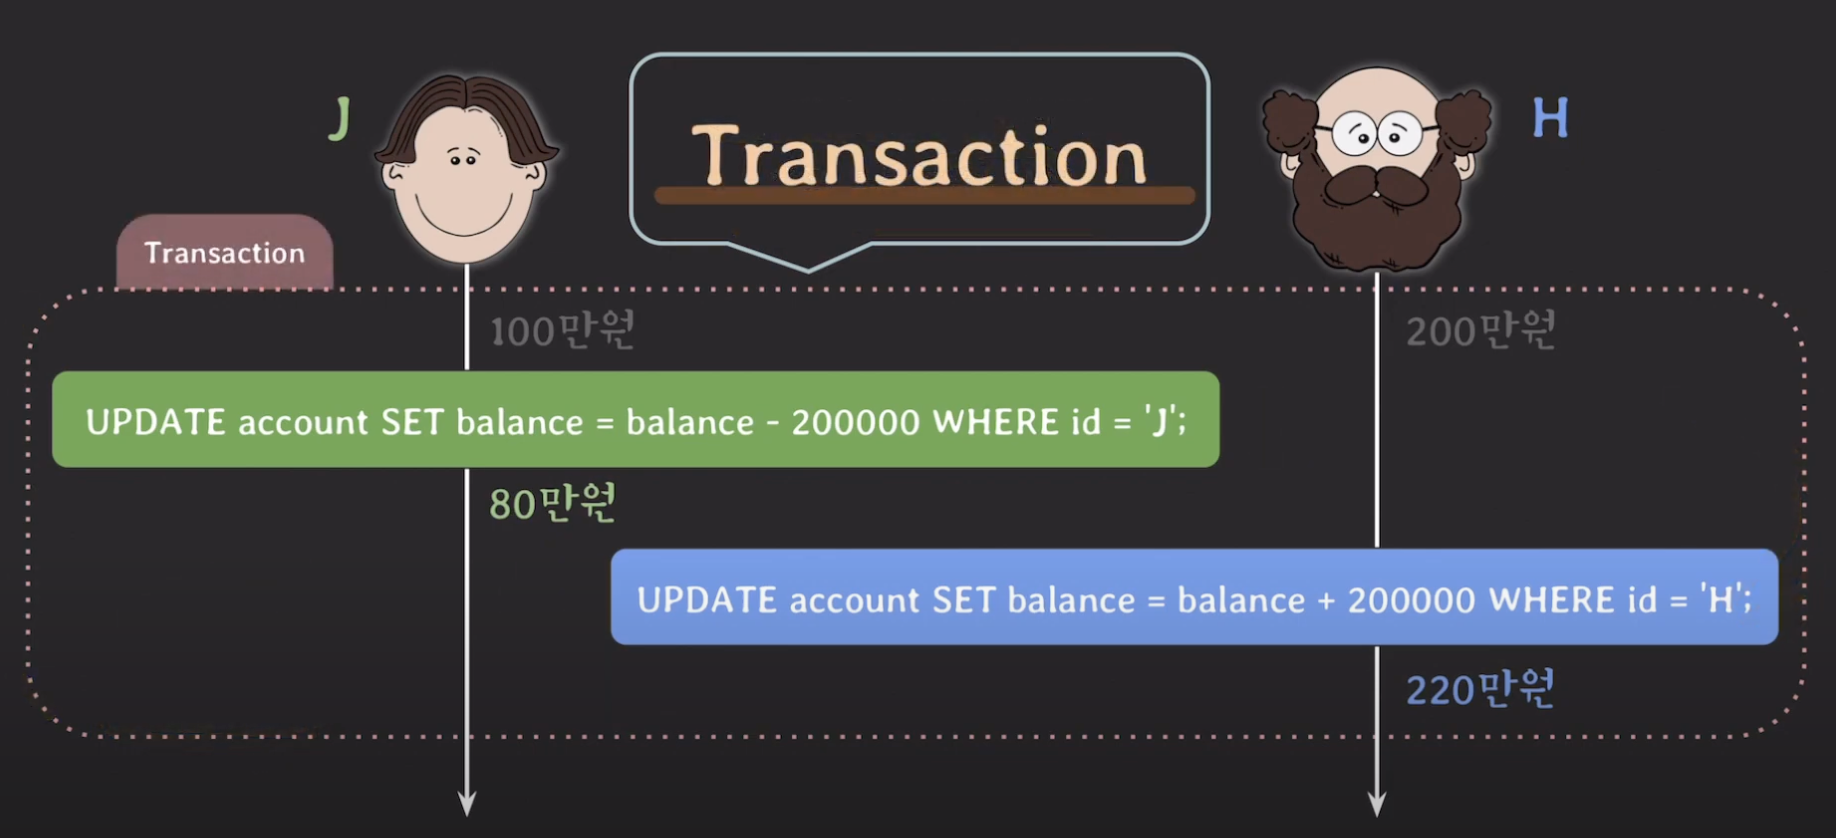 J
Transaction
H
Transaction
100만원
200만원
UPDATE account SET balance = balance - 200000 WHERE id = 'J';
80만원
UPDATE account SET balance = balance + 200000 WHERE id = 'H';
220만원